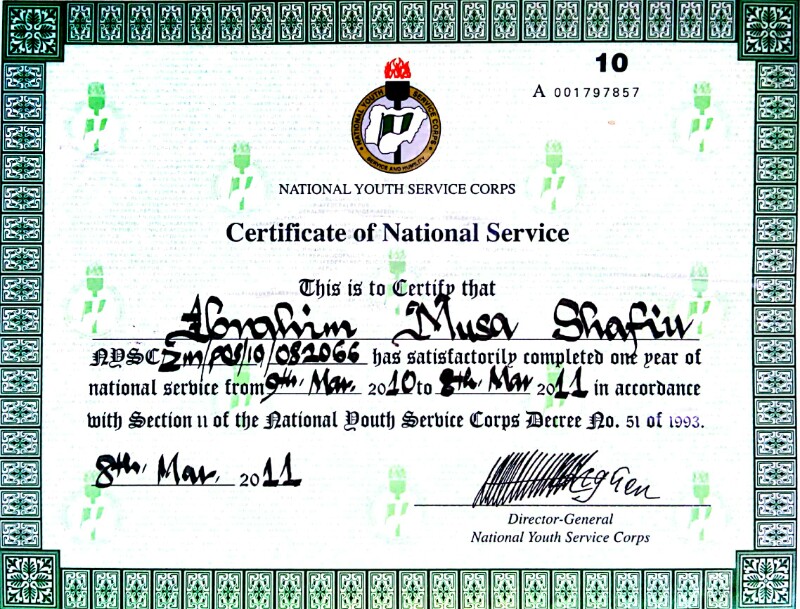 10
A 001797857
NATIONAL YOUTH SERVICE CORPS
SERVICE AND HUMILITY
NATIONAL YOUTH SERVICE CORPS
Certificate of National Service
This is to Certify that
Ibraghim Musa Shafiu
NYSC ZM/POS/10/082066 has satisfactorily completed one year of
national service from 9th. Mar. 2010 to 8th. Mar 2011 in accordance
with Section 11 of the National Youth Service Corps Decree No. 51 of 1993.
8th. Mar. 2011
Director-General
National Youth Service Corps